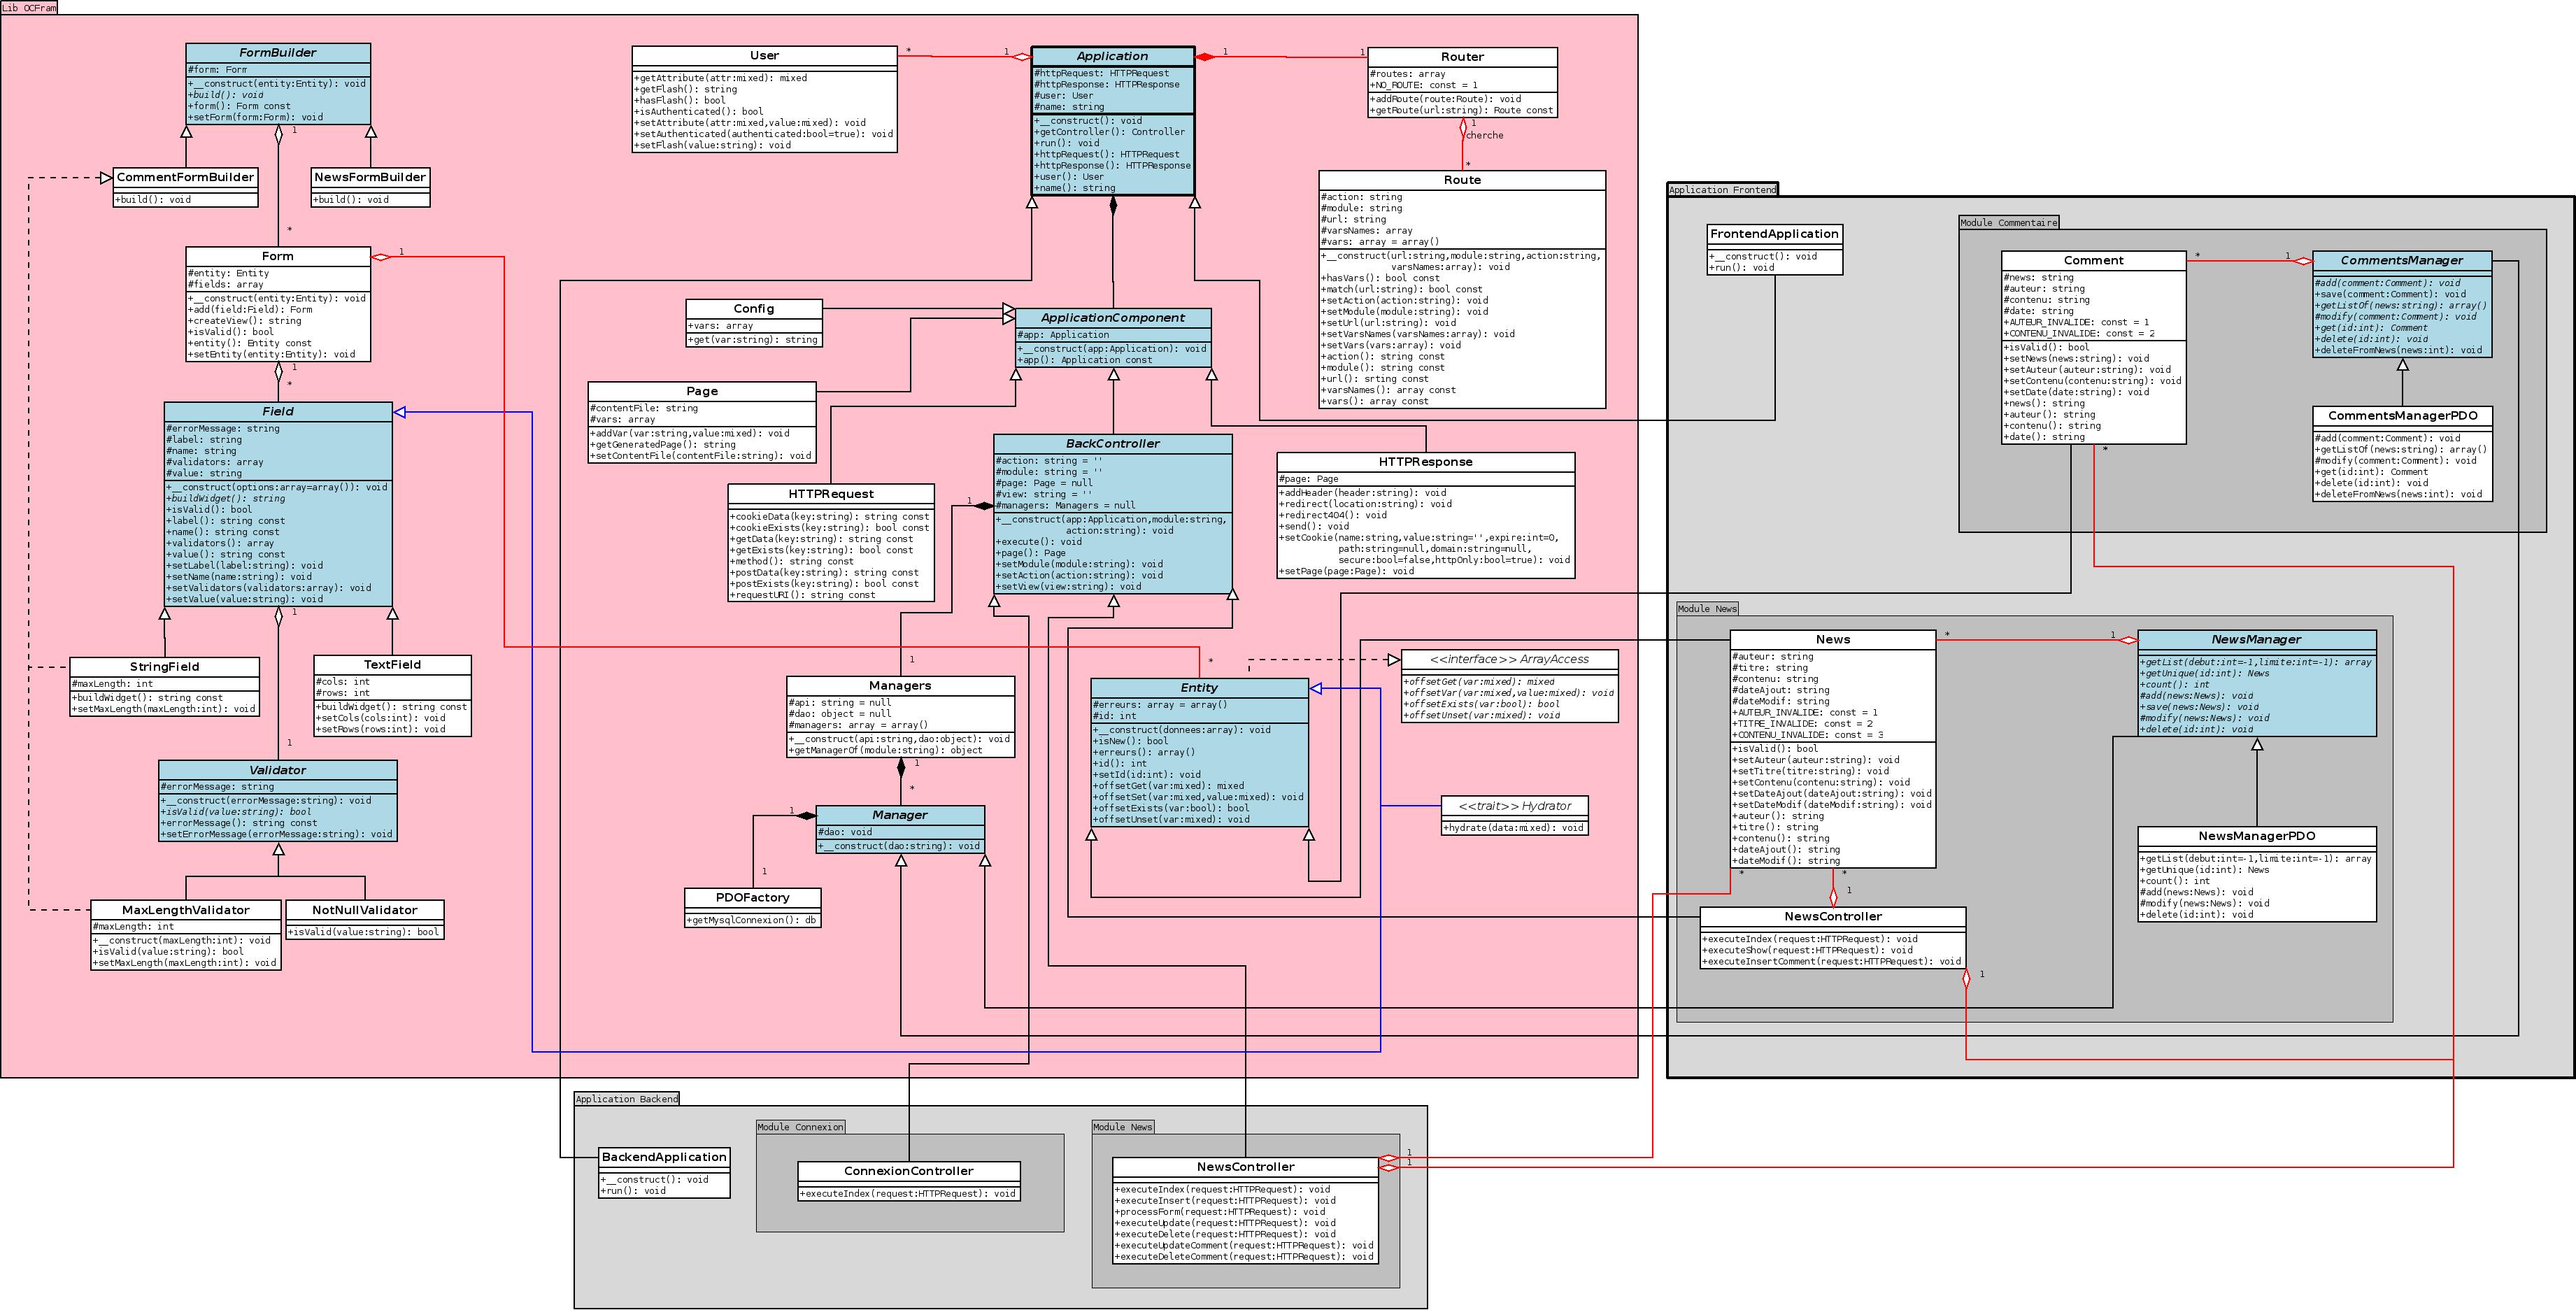 Lib OCFram
FormBuilder
#form: Form
+__construct(entity:Entity): void
+build(): void
+form(): Form const
+setForm(form:Form): void
1
*
CommentFormBuilder
+build(): void
NewsFormBuilder
+build(): void
Form
#entity: Entity
#fields: array
+__construct(entity:Entity): void
+add(field:Field): Form
+createView(): string
+isValid(): bool
+entity(): Entity const
+setEntity(entity:Entity): void
1
1
*
Field
#errorMessage: string
#label: string
#name: string
#validators: array
#value: string
+__construct(options:array=array()): void
+buildWidget(): string
+isValid(): bool
+label(): string const
+name(): string const
+validators(): array
+value(): string const
+setLabel(label:string): void
+setName(name:string): void
+setValidators(validators:array): void
+setValue(value:string): void
1
1
StringField
#maxLength: int
+buildWidget(): string const
+setMaxLength(maxLength:int): void
TextField
#cols: int
#rows: int
+buildWidget(): string const
+setCols(cols:int): void
+setRows(rows:int): void
Validator
#errorMessage: string
+__construct(errorMessage:string): void
+isValid(value:string): bool
+errorMessage(): string const
+setErrorMessage(errorMessage:string): void
MaxLengthValidator
#maxLength: int
+__construct(maxLength:int): void
+isValid(value:string): bool
+setMaxLength(maxLength:int): void
NotNullValidator
+isValid(value:string): bool
User
+getAttribute(attr:mixed): mixed
+getFlash(): string
+hasFlash(): bool
+isAuthenticated(): bool
+setAttribute(attr:mixed,value:mixed): void
+setAuthenticated(authenticated:bool=true): void
+setFlash(value:string): void
*
1
Application
#httpRequest: HTTPRequest
#httpResponse: HTTPResponse
#user: User
#name: string
+__construct(): void
+getController(): Controller
+run(): void
+httpRequest(): HTTPRequest
+httpResponse(): HTTPResponse
+user(): User
+name(): string
1
1
Router
#routes: array
+NO_ROUTE: const = 1
+addRoute(route:Route): void
+getRoute(url:string): Route const
1
cherche
*
Route
#action: string
#module: string
#url: string
#varsNames: array
#vars: array = array()
+__construct(url:string,module:string,action:string,
varsNames:array): void
+hasVars(): bool const
+match(url:string): bool const
+setAction(action:string): void
+setModule(module:string): void
+setUrl(url:string): void
+setVarsNames(varsNames:array): void
+setVars(vars:array): void
+action(): string const
+module(): string const
+url(): srting const
+varsNames(): array const
+vars(): array const
Config
+vars: array
+get(var:string): string
ApplicationComponent
#app: Application
+__construct(app:Application): void
+app(): Application const
Page
#contentFile: string
#vars: array
+addVar(var:string,value:mixed): void
+getGeneratedPage(): string
+setContentFile(contentFile:string): void
HTTPRequest
+cookieData(key:string): string const
+cookieExists(key:string): bool const
+getData(key:string): string const
+getExists(key:string): bool const
+method(): string const
+postData(key:string): string const
+postExists(key:string): bool const
+requestURI(): string const
BackController
#action: string = ''
#module: string = ''
#page: Page = null
#view: string = ''
#managers: Managers = null
+__construct(app:Application,module:string,
action:string): void
+execute(): void
+page(): Page
+setModule(module:string): void
+setAction(action:string): void
+setView(view:string): void
1
1
HTTPResponse
#page: Page
+addHeader(header:string): void
+redirect(location:string): void
+redirect404(): void
+send(): void
+setCookie(name:string,value:string='',expire:int=0,
path:string=null,domain:string=null,
secure:bool=false,httpOnly:bool=true): void
+setPage(page:Page): void
Managers
#api: string = null
#dao: object = null
#managers: array = array()
+__construct(api:string,dao:object): void
+getManagerOf(module:string): object
1
*
Manager
#dao: void
+__construct(dao:string): void
1
1
PDOFactory
+getMysqlConnexion(): db
*
Entity
#erreurs: array = array()
#id: int
+__construct(donnees:array): void
+isNew(): bool
+erreurs(): array()
+id(): int
+setId(id:int): void
+offsetGet(var:mixed): mixed
+offsetSet(var:mixed,value:mixed): void
+offsetExists(var:bool): bool
+offsetUnset(var:mixed): void
<<interface>> ArrayAccess
+offsetGet(var:mixed): mixed
+offsetVar(var:mixed,value:mixed): void
+offsetExists(var:bool): bool
+offsetUnset(var:mixed): void
<<trait>> Hydrator
+hydrate(data:mixed): void
Application Frontend
FrontendApplication
+__construct(): void
+run(): void
Module Commentaire
Comment
#news: string
#auteur: string
#contenu: string
#date: string
+AUTEUR_INVALIDE: const = 1
+CONTENU_INVALIDE: const = 2
+isValid(): bool
+setNews(news:string): void
+setAuteur(auteur:string): void
+setContenu(contenu:string): void
+setDate(date:string): void
+news(): string
+auteur(): string
+contenu(): string
+date(): string
*
1
*
CommentsManager
#add(comment:Comment): void
+save(comment:Comment): void
+getListOf(news:string): array()
#modify(comment:Comment): void
+get(id:int): Comment
+delete(id:int): void
+deleteFromNews(news:int): void
CommentsManagerPDO
#add(comment:Comment): void
+getListOf(news:string): array()
#modify(comment:Comment): void
+get(id:int): Comment
+delete(id:int): void
+deleteFromNews(news:int): void
Module News
News
#auteur: string
#titre: string
#contenu: string
#dateAjout: string
#dateModif: string
+AUTEUR_INVALIDE: const = 1
+TITRE_INVALIDE: const = 2
+CONTENU_INVALIDE: const = 3
+isValid(): bool
+setAuteur(auteur:string): void
+setTitre(titre:string): void
+setContenu(contenu:string): void
+setDateAjout(dateAjout:string): void
+setDateModif(dateModif:string): void
+auteur(): string
+titre(): string
+contenu(): string
+dateAjout(): string
+dateModif(): string
*
1
*
*
1
NewsManager
+getList(debut:int=-1,limite:int=-1): array
+getUnique(id:int): News
+count(): int
#add(news:News): void
+save(news:News): void
#modify(news:News): void
+delete(id:int): void
NewsManagerPDO
+getList(debut:int=-1,limite:int=-1): array
+getUnique(id:int): News
+count(): int
#add(news:News): void
#modify(news:News): void
+delete(id:int): void
NewsController
+executeIndex(request:HTTPRequest): void
+executeShow(request:HTTPRequest): void
+executeInsertComment(request:HTTPRequest): void
1
Application Backend
BackendApplication
+__construct(): void
+run(): void
Module Connexion
ConnexionController
+executeIndex(request:HTTPRequest): void
Module News
NewsController
+executeIndex(request:HTTPRequest): void
+executeInsert(request:HTTPRequest): void
+processForm(request:HTTPRequest): void
+executeUpdate(request:HTTPRequest): void
+executeDelete(request:HTTPRequest): void
+executeUpdateComment(request:HTTPRequest): void
+executeDeleteComment(request:HTTPRequest): void
1
1